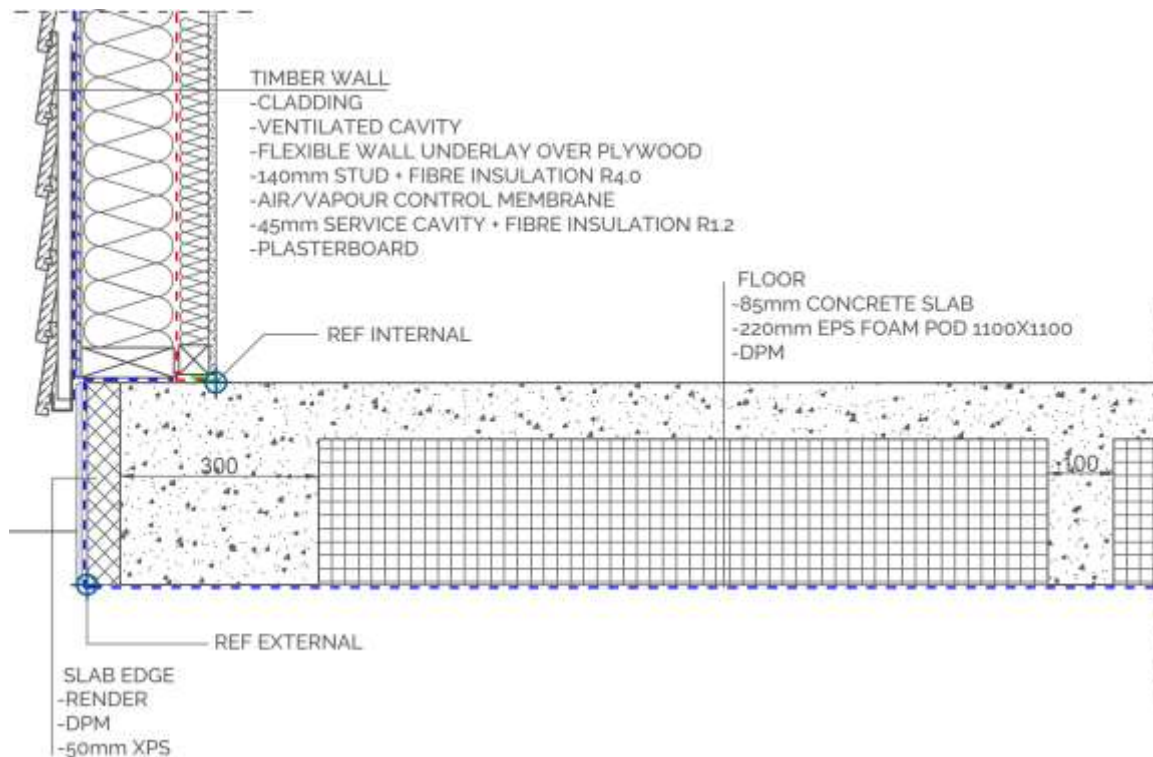 TIMBER WALL
-CLADDING
-VENTILATED CAVITY
-FLEXIBLE WALL UNDERLAY OVER PLYWOOD
-140mm STUD + FIBRE INSULATION R4.0
-AIR/VAPOUR CONTROL MEMBRANE
-45mm SERVICE CAVITY + FIBRE INSULATION R1.2
-PLASTERBOARD
FLOOR
-85mm CONCRETE SLAB
-220mm EPS FOAM POD 1100X1100
-DPM
REF INTERNAL
300
100
REF EXTERNAL
SLAB EDGE
-RENDER
-DPM
-50mm XPS